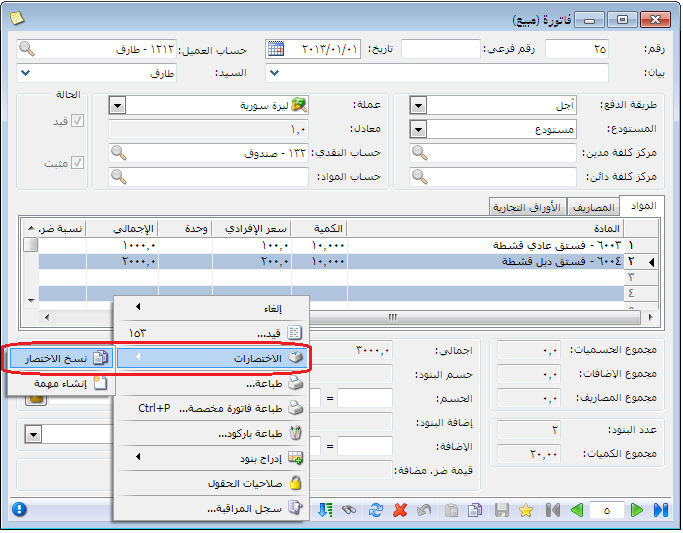 فاتورة (مبيع)
رقم: ٢٥ رقم فرعي: تاريخ: ٢٠١٣/٠١/٠١ حساب العميل: ١٢١٢ - طارق
بيان: السيد: طارق
طريقة الدفع: آجل
المستودع: مستودع
مركز كلفة مدين:
مركز كلفة دائن:
عملة: ليرة سورية
معادل: ١,٠
حساب النقدي: ١٣٢ - صندوق
حساب المواد:
الحالة
قيد
مثبت
المواد المصاريف الأوراق التجارية
المادة الكمية سعر الإفرادي وحدة الإجمالي نسبة ضر.
١ ٦٠٠٣ - فستق عادي قشطة ١٠,٠٠٠ ١٠٠,٠ ١٠٠٠,٠
٢ ٦٠٠٤ - فستق دبل قشطة ١٠,٠٠٠ ٢٠٠,٠ ٢٠٠٠,٠
٣
٤
مجموع الحسميات: ٠,٠
مجموع الإضافات: ٠,٠
مجموع المصاريف: ٠,٠
عدد البنود: ٢
مجموع الكميات: ٢٠,٠٠
اجمالي: ٣٠٠٠,٠
حسم البنود:
الحسم: =
إضافة البنود:
الإضافة: =
قيمة ضر. مضافة:
إلغاء
قيد... ١٥٣
الاختصارات
طباعة...
طباعة فاتورة مخصصة... Ctrl+P
طباعة باركود...
إدراج بنود
صلاحيات الحقول
سجل المراقبة...
نسخ الاختصار
إنشاء مهمة
٥